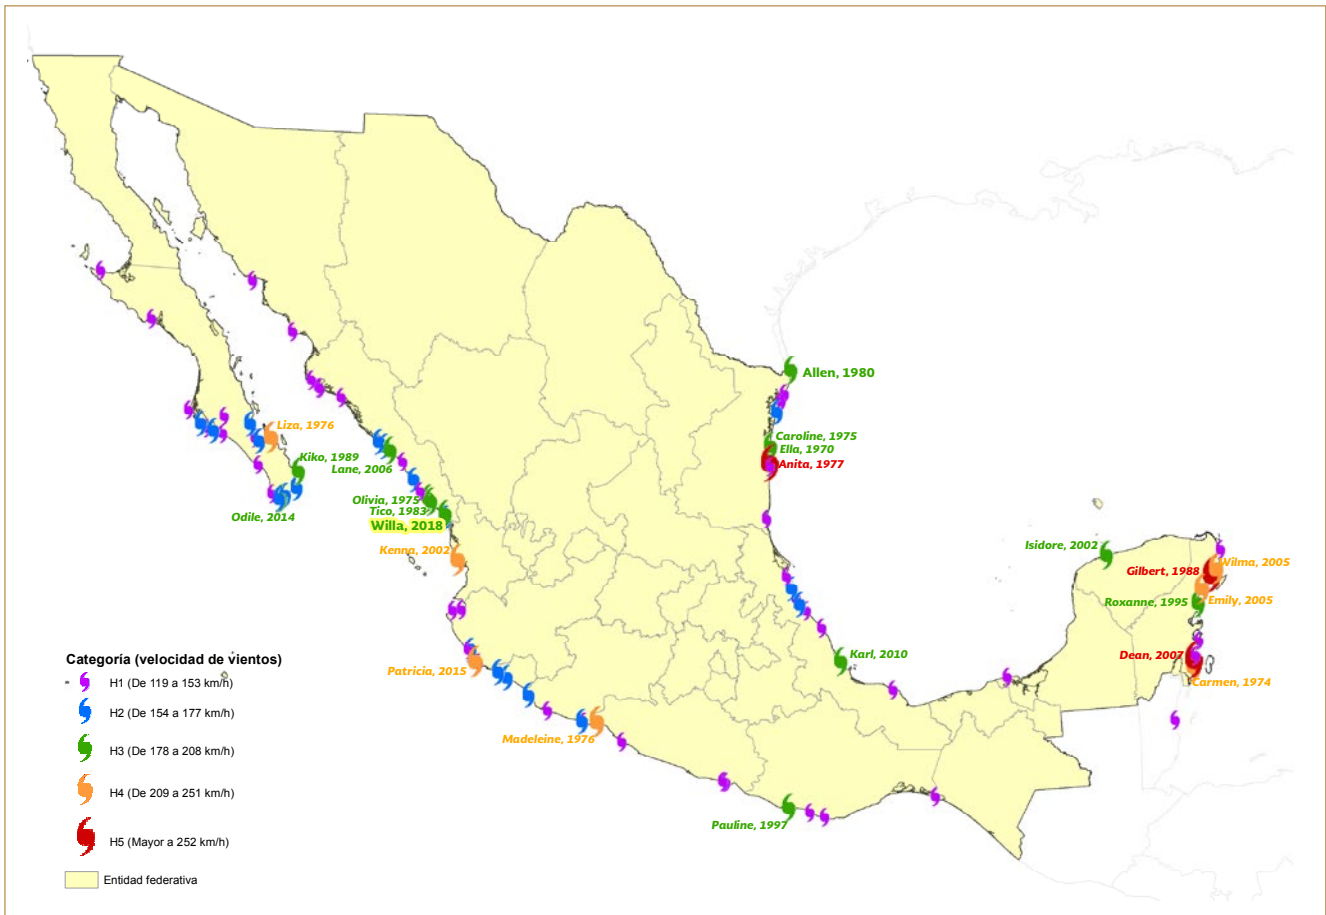 Allen, 1980
Liza, 1976
Caroline, 1975
Ella, 1970
Anita, 1977
Kiko, 1989
Lane, 2006
Olivia, 1975
Tico, 1983
Odile, 2014
Willa, 2018
Kenna, 2002
Isidore, 2002
Wilma, 2005
Gilbert, 1988
Roxanne, 1995
Emily, 2005
Karl, 2010
Dean, 2007
Patricia, 2015
Carmen, 1974
Madeleine, 1976
Pauline, 1997
Categoría (velocidad de vientos)
H1 (De 119 a 153 km/h)
H2 (De 154 a 177 km/h)
H3 (De 178 a 208 km/h)
H4 (De 209 a 251 km/h)
H5 (Mayor a 252 km/h)
Entidad federativa